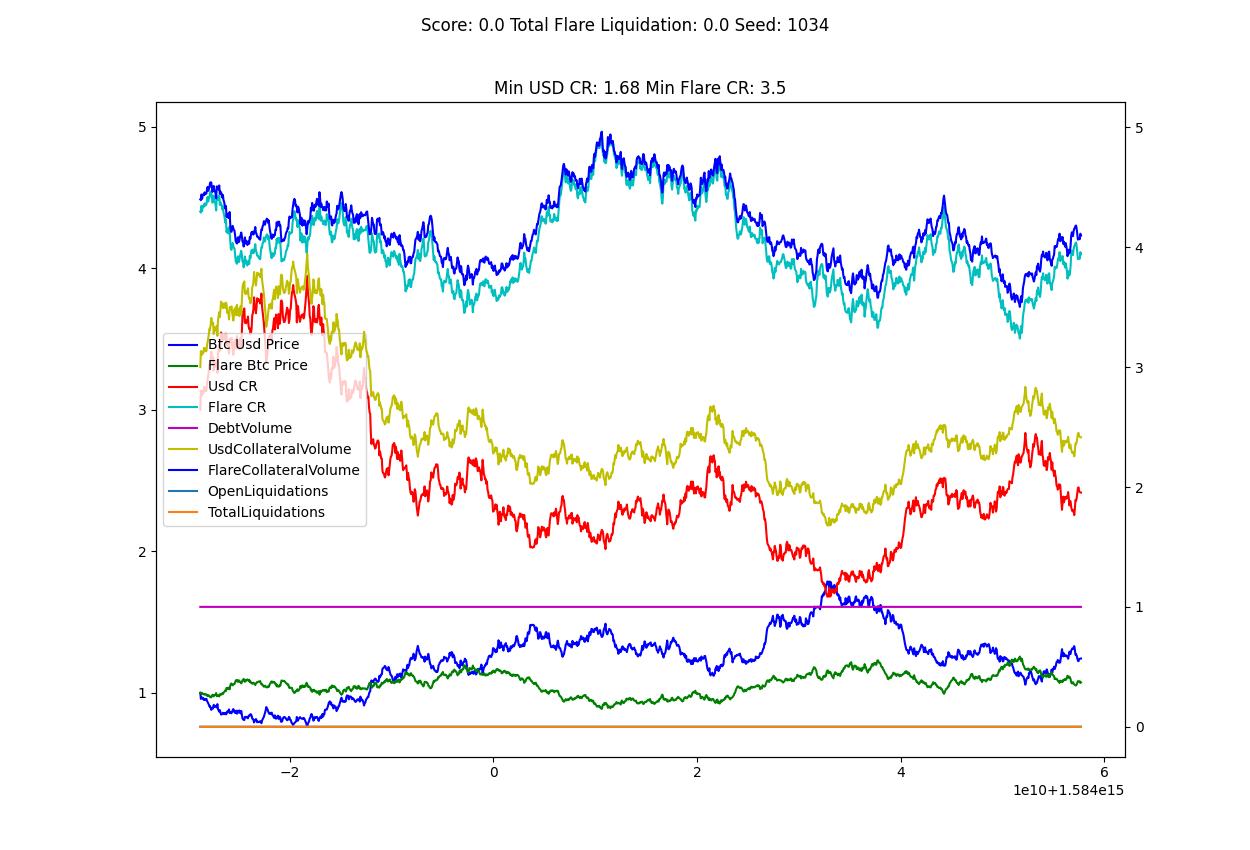 Score: 0.0 Total Flare Liquidation: 0.0 Seed: 1034
Min USD CR: 1.68 Min Flare CR: 3.5
5
4
3
2
1
5
4
3
2
1
0
Btc Usd Price
Flare Btc Price
Usd CR
Flare CR
DebtVolume
UsdCollateralVolume
FlareCollateralVolume
OpenLiquidations
TotalLiquidations
−2 0 2 4 6
1e10+1.584e15